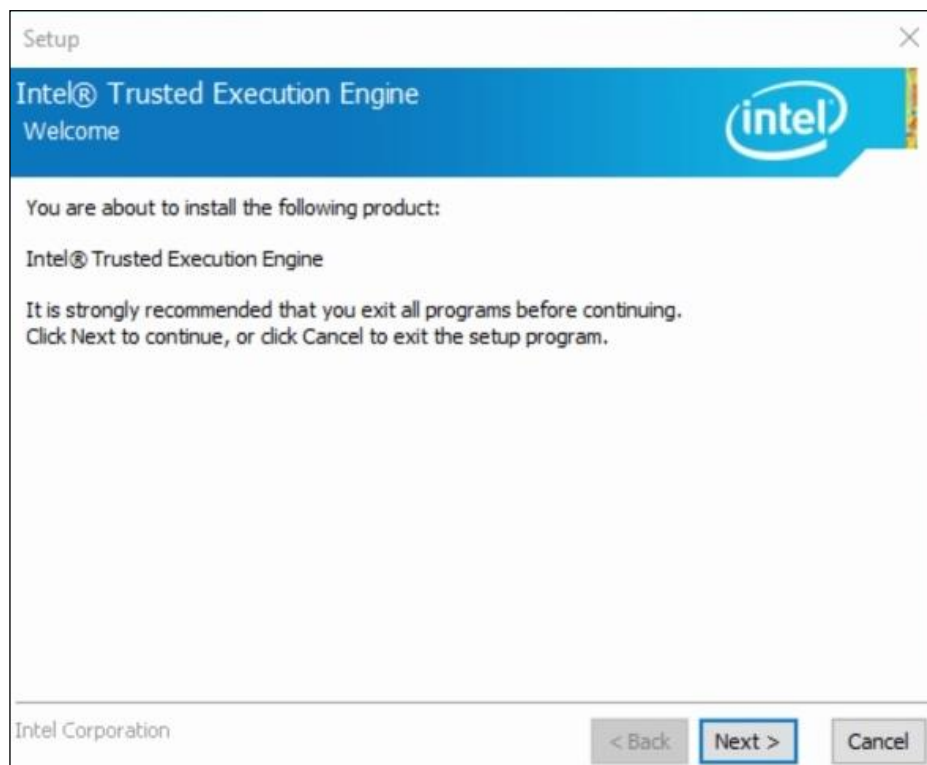 Setup
Intel® Trusted Execution Engine
Welcome
intel
You are about to install the following product:
Intel® Trusted Execution Engine
It is strongly recommended that you exit all programs before continuing.
Click Next to continue, or click Cancel to exit the setup program.
Intel Corporation
< Back Next > Cancel